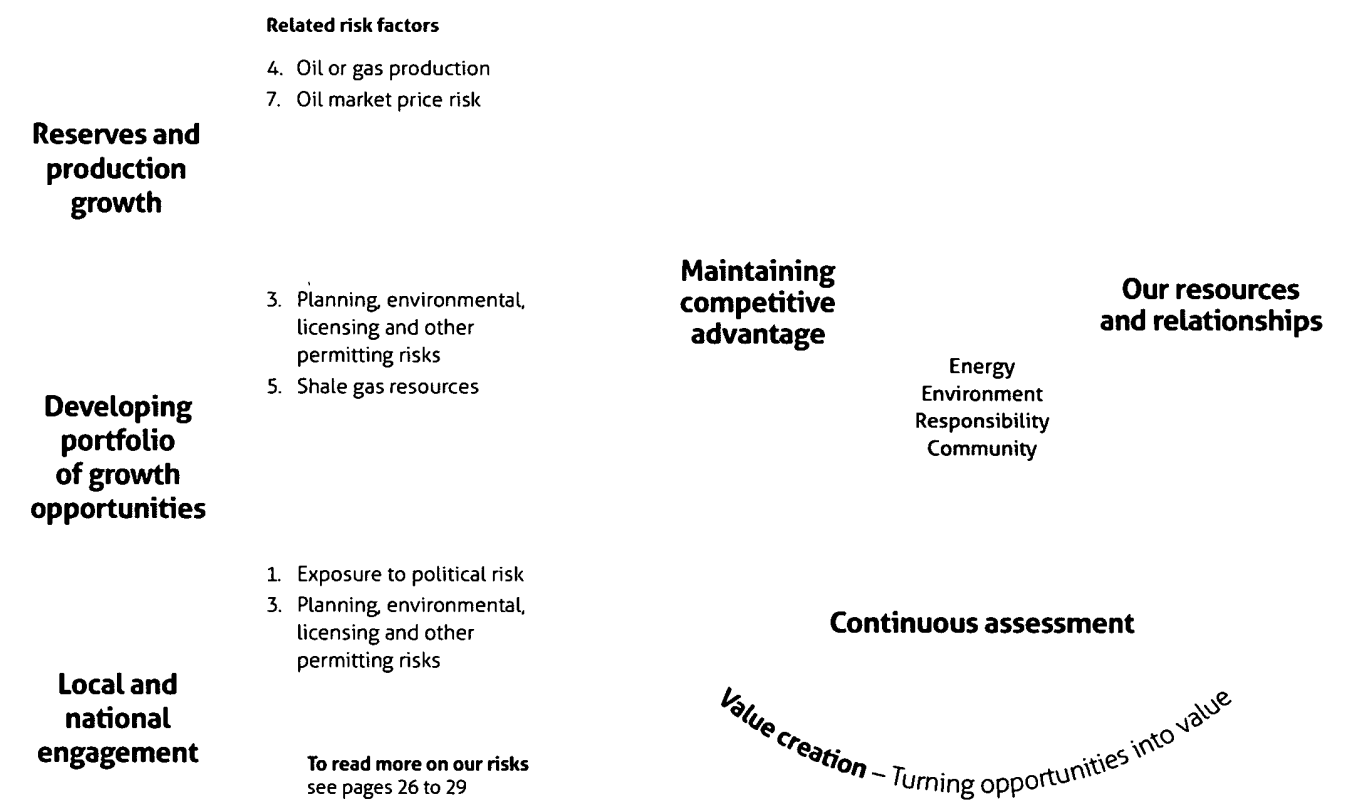 Related risk factors
4. Oil or gas production
7. Oil market price risk
Reserves and
production
growth
3. Planning, environmental,
licensing and other
permitting risks
5. Shale gas resources
Developing
portfolio
of growth
opportunities
1. Exposure to political risk
3. Planning, environmental,
licensing and other
permitting risks
Local and
national
engagement
To read more on our risks
see pages 26 to 29
Maintaining
competitive
advantage
Our resources
and relationships
Energy
Environment
Responsibility
Community
Continuous assessment
Value creation – Turning opportunities into value